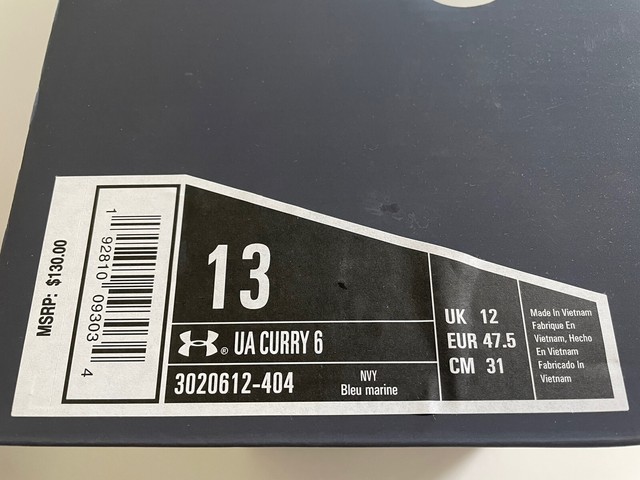 MSRP: $130.00
1 92810 09303 4
13
® UA CURRY 6
3020612-404
NVY
Bleu marine
UK 12
EUR 47.5
CM 31
Made In Vietnam
Fabrique En
Vietnam, Hecho
En Vietnam
Fabricado In
Vietnam